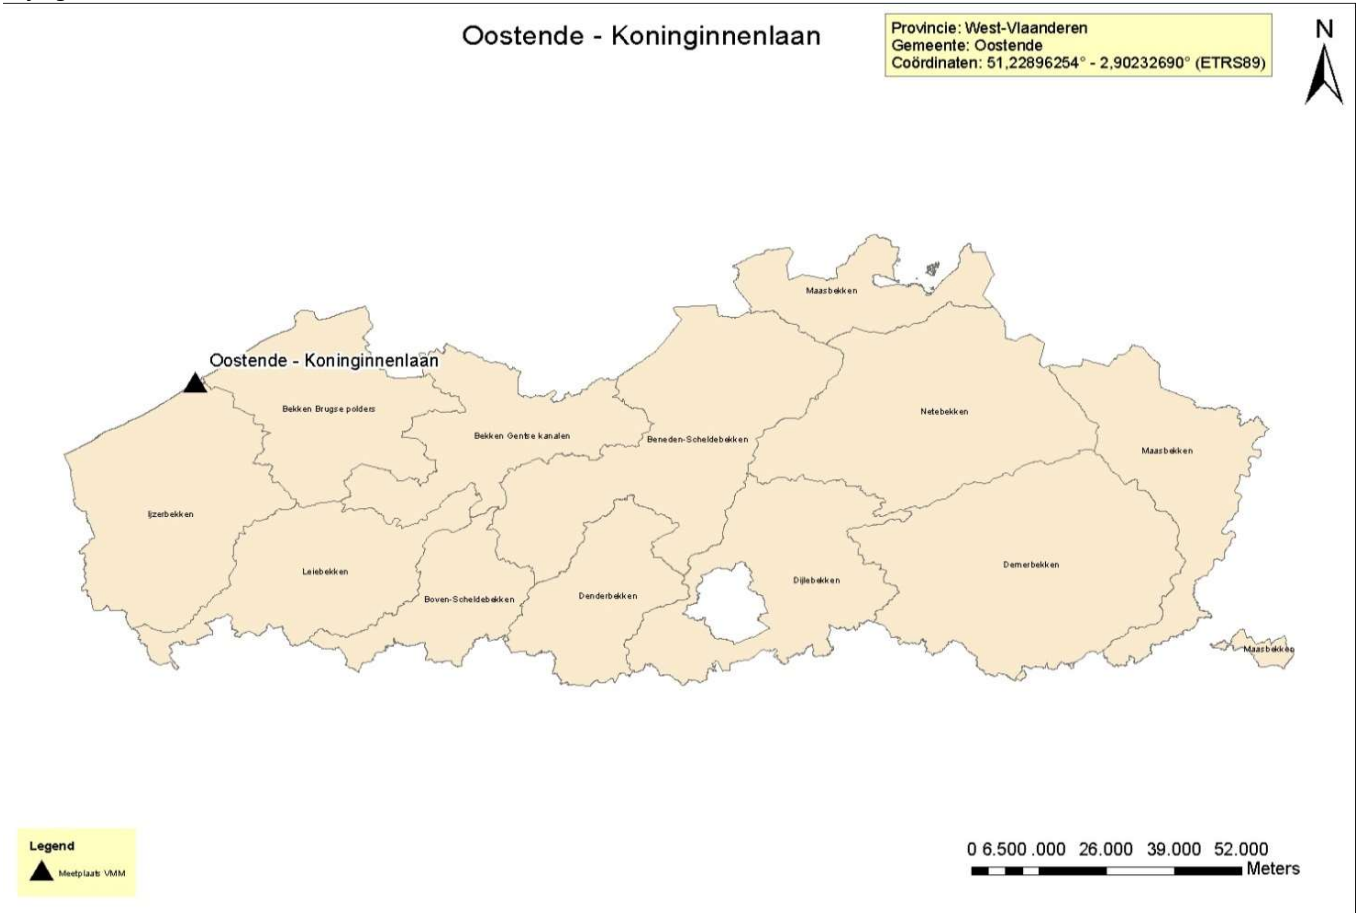 Oostende - Koninginnenlaan
Provincie: West-Vlaanderen
Gemeente: Oostende
Coördinaten: 51,22896254° - 2,90232690° (ETRS89)
N
Maasbekken
Oostende - Koninginnenlaan
Bekken Brugse polders
Netebekken
Bekken Gentse kanalen
Beneden-Scheldebekken
Maasbekken
Ijzerbekken
Demerbekken
Leiebekken
Dijlebekken
Denderbekken
Boven-Scheldebekken
Maasbekken
Legend
Meetplaats VMM
0 6.500 .000 26.000 39.000 52.000
Meters